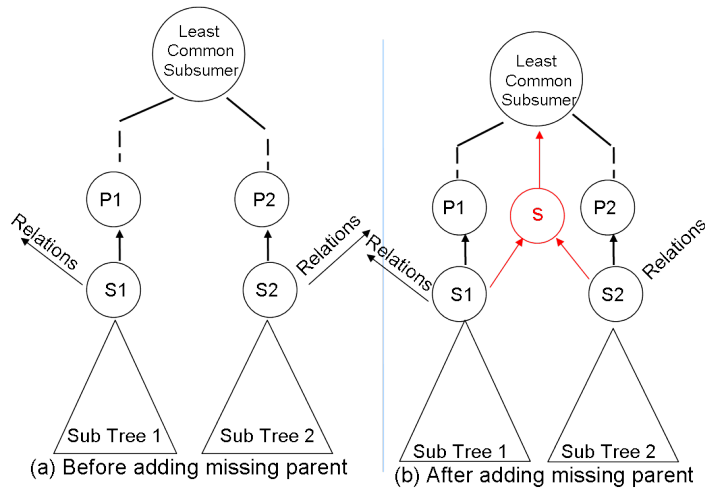 Least
Common
Subsumer
P1
P2
Relations
Relations
S1
S2
Sub Tree 1
Sub Tree 2
(a) Before adding missing parent
Least
Common
Subsumer
P1
S
P2
Relations
Relations
S1
S2
Sub Tree 1
Sub Tree 2
(b) After adding missing parent